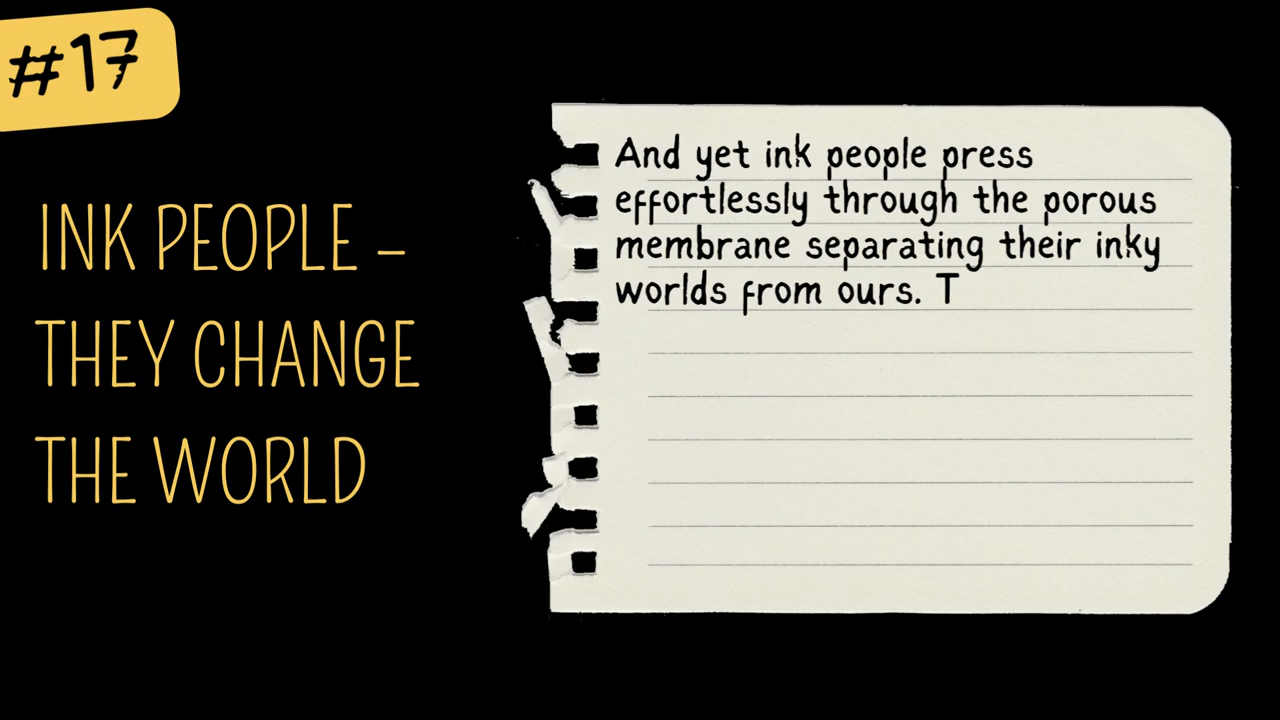 #17
INK PEOPLE –
THEY CHANGE
THE WORLD
And yet ink people press
effortlessly through the porous
membrane separating their inky
worlds from ours. T